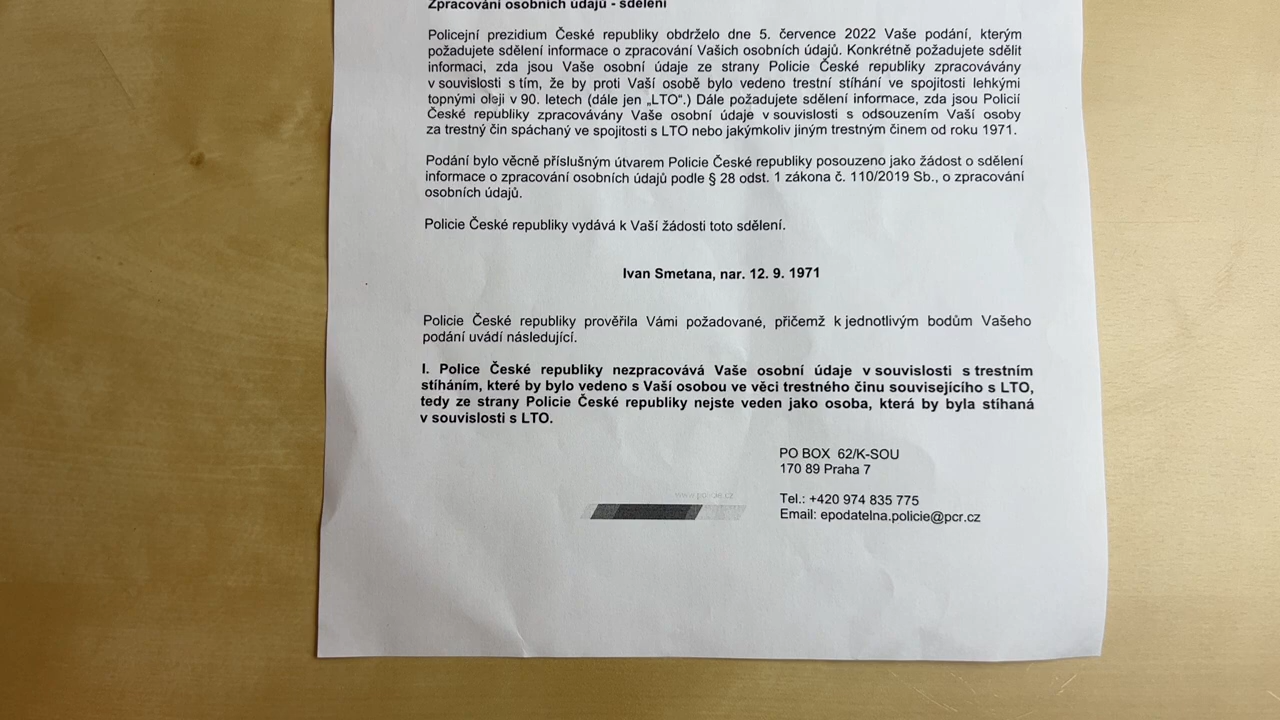 Zpracování osobních údajů - sdělení
Policejní prezidium České republiky obdrželo dne 5. července 2022 Vaše podání, kterým
požadujete sdělení informace o zpracování Vašich osobních údajů. Konkrétně požadujete sdělit
informaci, zda jsou Vaše osobní údaje ze strany Policie České republiky zpracovávány
v souvislosti s tím, že by proti Vaší osobě bylo vedeno trestní stíhání ve spojitosti lehkými
topnými oleji v 90. letech (dále jen „LTO“.) Dále požadujete sdělení informace, zda jsou Policií
České republiky zpracovávány Vaše osobní údaje v souvislosti s odsouzením Vaší osoby
za trestný čin spáchaný ve spojitosti s LTO nebo jakýmkoliv jiným trestným činem od roku 1971.
Podání bylo věcně příslušným útvarem Policie České republiky posouzeno jako žádost o sdělení
informace o zpracování osobních údajů podle § 28 odst. 1 zákona č. 110/2019 Sb., o zpracování
osobních údajů.
Policie České republiky vydává k Vaší žádosti toto sdělení.
Ivan Smetana, nar. 12. 9. 1971
Policie České republiky prověřila Vámi požadované, přičemž k jednotlivým bodům Vašeho
podání uvádí následující.
I. Police České republiky nezpracovává Vaše osobní údaje v souvislosti s trestním
stíháním, které by bylo vedeno s Vaší osobou ve věci trestného činu souvisejícího s LTO,
tedy ze strany Policie České republiky nejste veden jako osoba, která by byla stíhaná
v souvislosti s LTO.
PO BOX 62/K-SOU
170 89 Praha 7
www.policie.cz
Tel.: +420 974 835 775
Email: epodatelna.policie@pcr.cz